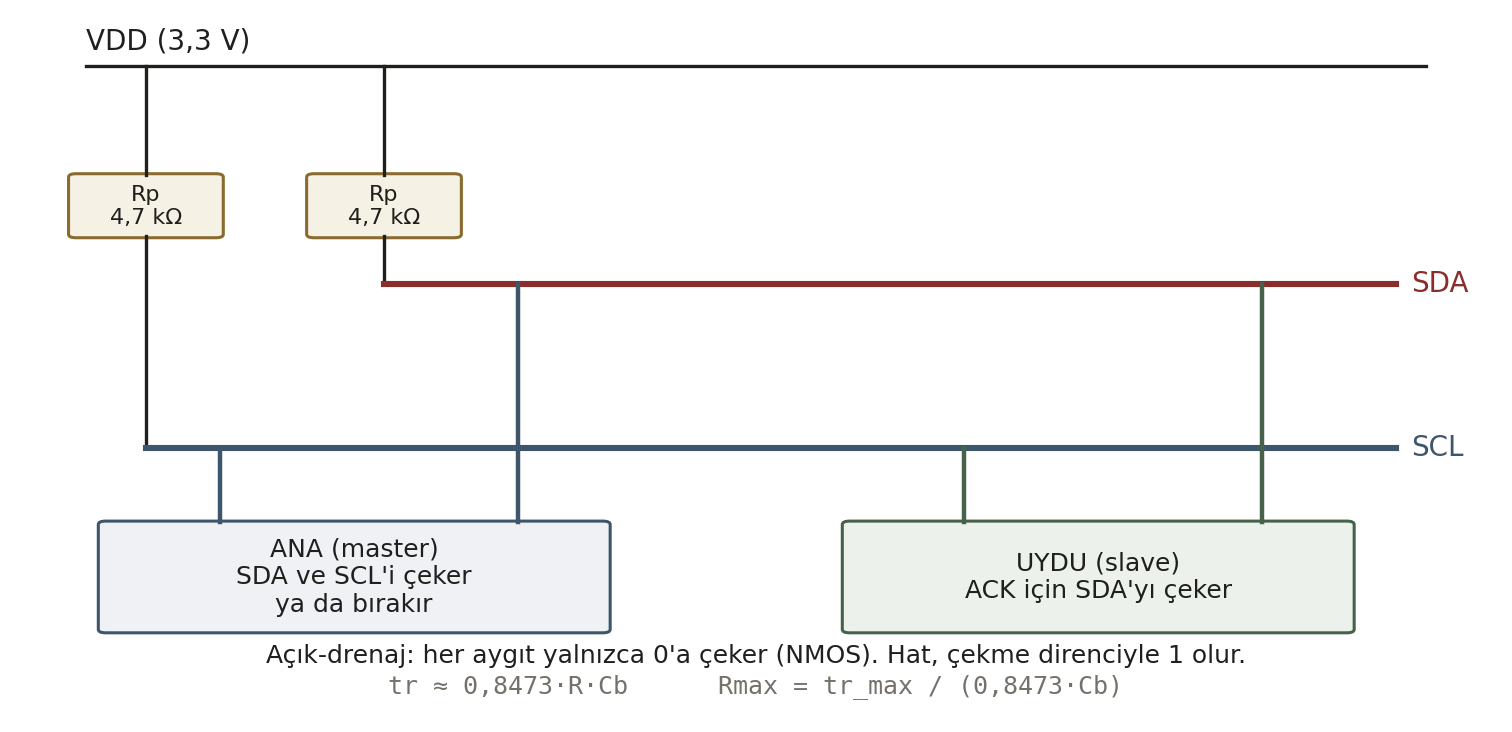 VDD (3,3 V)
Rp
4,7 kΩ
Rp
4,7 kΩ
SDA
SCL
ANA (master)
SDA ve SCL'i çeker
ya da bırakır
UYDU (slave)
ACK için SDA'yı çeker
Açık-drenaj: her aygıt yalnızca 0'a çeker (NMOS). Hat, çekme direnciyle 1 olur.
tr ≈ 0,8473·R·Cb      Rmax = tr_max / (0,8473·Cb)